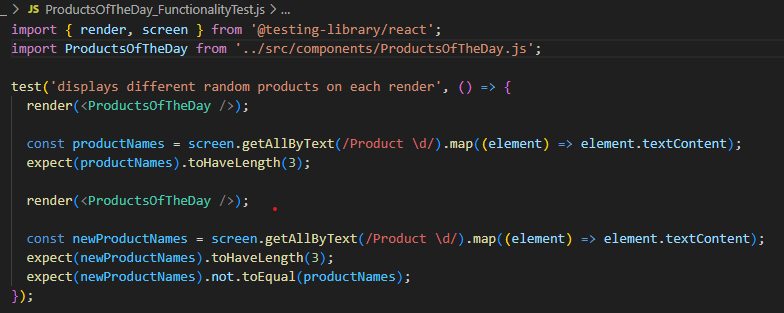 _ > JS ProductsOfTheDay_FunctionalityTest.js > ...
import { render, screen } from '@testing-library/react';
import ProductsOfTheDay from '../src/components/ProductsOfTheDay.js';
test('displays different random products on each render', () => {
render(<ProductsOfTheDay />);
const productNames = screen.getAllByText(/Product \d/).map((element) => element.textContent);
expect(productNames).toHaveLength(3);
render(<ProductsOfTheDay />);
const newProductNames = screen.getAllByText(/Product \d/).map((element) => element.textContent);
expect(newProductNames).toHaveLength(3);
expect(newProductNames).not.toEqual(productNames);
});